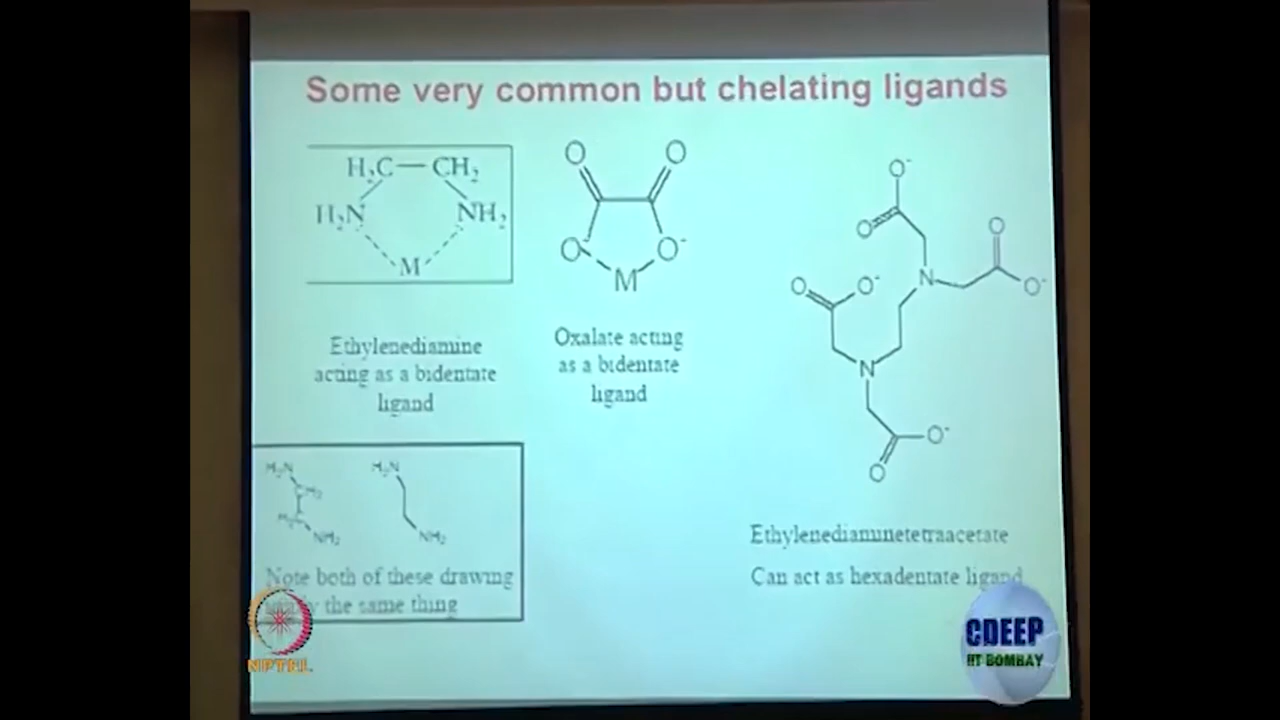 Some very common but chelating ligands
H₂C — CH₂
H₂N NH₂
M
Ethylenediamine
acting as a bidentate
ligand
O O
O⁻ O⁻
M
Oxalate acting
as a bidentate
ligand
O⁻
O
O
N
O⁻
O O⁻
N
O⁻
O
Ethylenediaminetetraacetate
Can act as hexadentate ligand
H₂N
CH₂
H₂C
NH₂
H₂N
NH₂
Note both of these drawing
the same thing
NPTEL
CDEEP
IIT BOMBAY